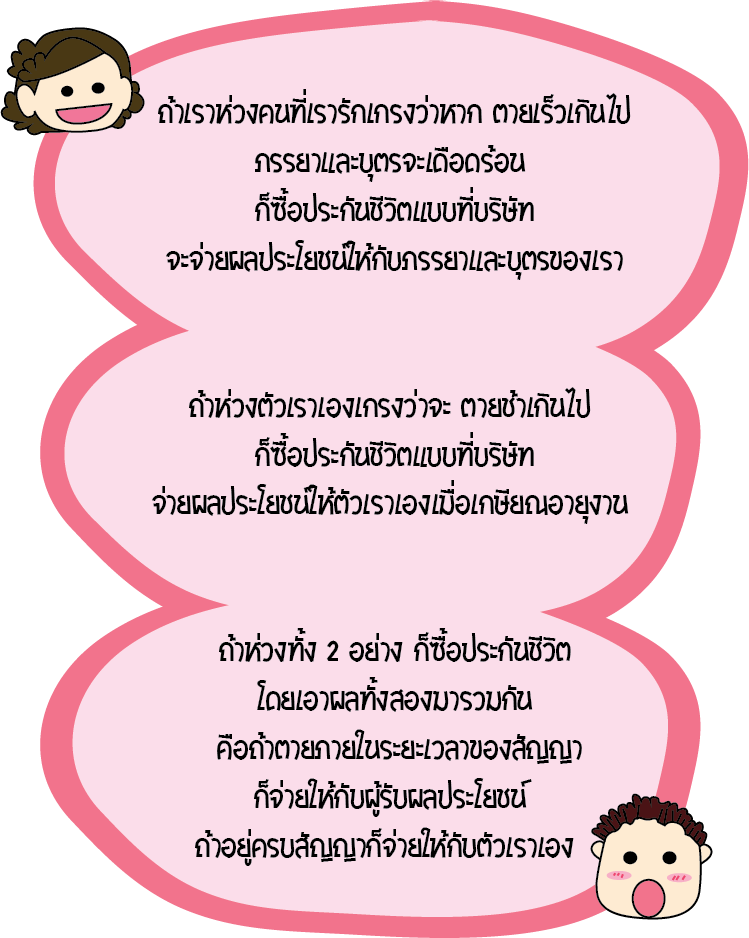 ถ้าเราห่วงคนที่เรารักเกรงว่าหาก ตายเร็วเกินไป
ภรรยาและบุตรจะเดือดร้อน
ก็ซื้อประกันชีวิตแบบที่บริษัท
จะจ่ายผลประโยชน์ให้กับภรรยาและบุตรของเรา
ถ้าห่วงตัวเราเองเกรงว่าจะ ตายช้าเกินไป
ก็ซื้อประกันชีวิตแบบที่บริษัท
จ่ายผลประโยชน์ให้ตัวเราเองเมื่อเกษียณอายุงาน
ถ้าห่วงทั้ง 2 อย่าง ก็ซื้อประกันชีวิต
โดยเอาผลทั้งสองมารวมกัน
คือถ้าตายภายในระยะเวลาของสัญญา
ก็จ่ายให้กับผู้รับผลประโยชน์
ถ้าอยู่ครบสัญญาก็จ่ายให้กับตัวเราเอง